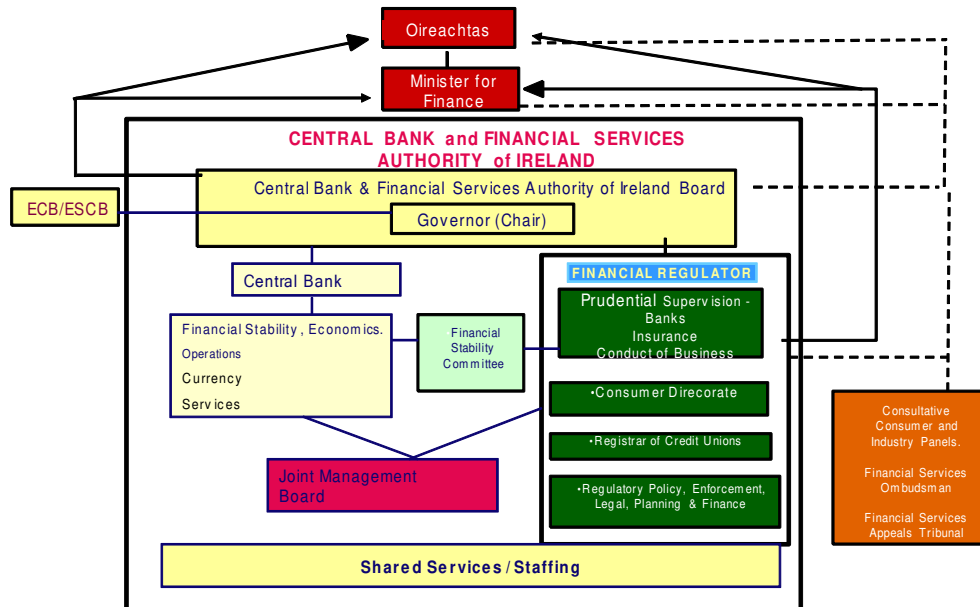 Oireachtas
Minister for
Finance
CENTRAL BANK and FINANCIAL SERVICES
AUTHORITY of IRELAND
Central Bank & Financial Services Authority of Ireland Board
Governor (Chair)
ECB/ESCB
Central Bank
FINANCIAL REGULATOR
Prudential Supervision -
Banks
Insurance
Conduct of Business
Financial Stability, Economics.
Operations
Currency
Services
Financial
Stability
Committee
•Consumer Direcorate
•Registrar of Credit Unions
•Regulatory Policy, Enforcement,
Legal, Planning & Finance
Joint Management
Board
Consultative
Consumer and
Industry Panels.
Financial Services
Ombudsman
Financial Services
Appeals Tribunal
Shared Services / Staffing